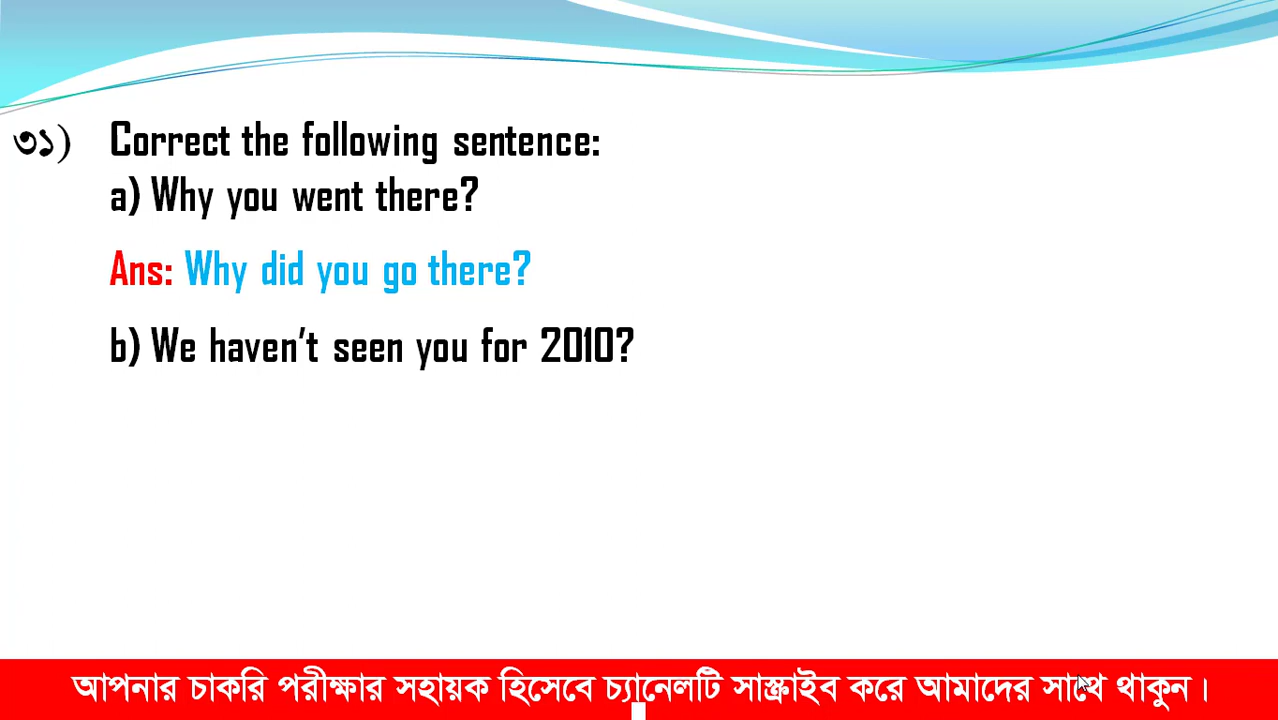 ৩১) Correct the following sentence:
a) Why you went there?
Ans: Why did you go there?
b) We haven't seen you for 2010?
আপনার চাকরি পরীক্ষার সহায়ক হিসেবে চ্যানেলটি সাস্ক্রাইব করে আমাদের সাথে থাকুন।